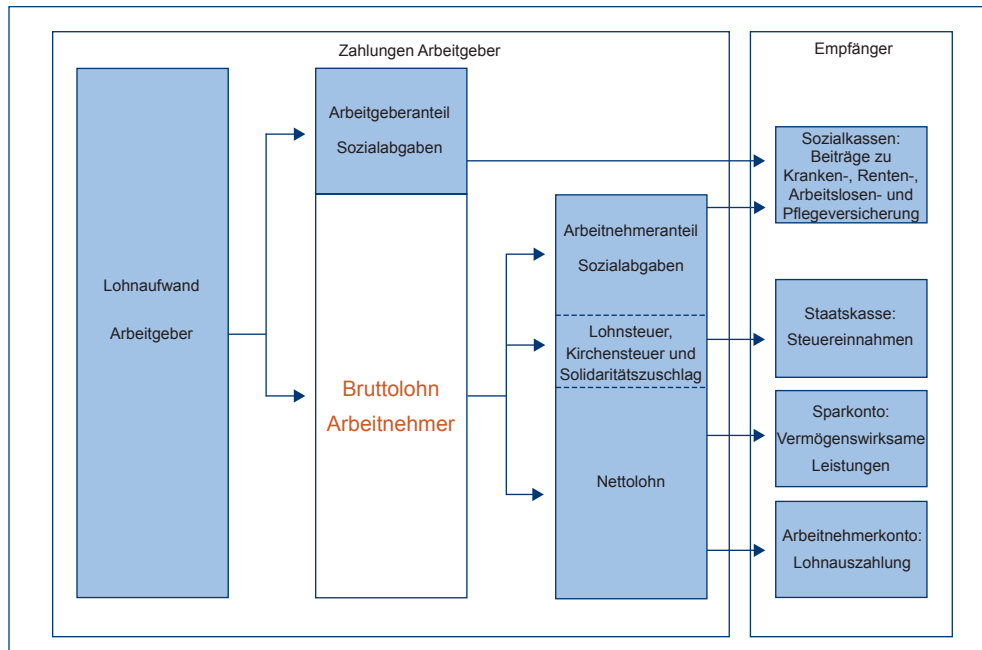 Zahlungen Arbeitgeber
Empfänger
Lohnaufwand
Arbeitgeber
Arbeitgeberanteil
Sozialabgaben
Bruttolohn
Arbeitnehmer
Arbeitnehmeranteil
Sozialabgaben
Lohnsteuer,
Kirchensteuer und
Solidaritätszuschlag
Nettolohn
Sozialkassen:
Beiträge zu
Kranken-, Renten-,
Arbeitslosen- und
Pflegeversicherung
Staatskasse:
Steuereinnahmen
Sparkonto:
Vermögenswirksame
Leistungen
Arbeitnehmerkonto:
Lohnauszahlung